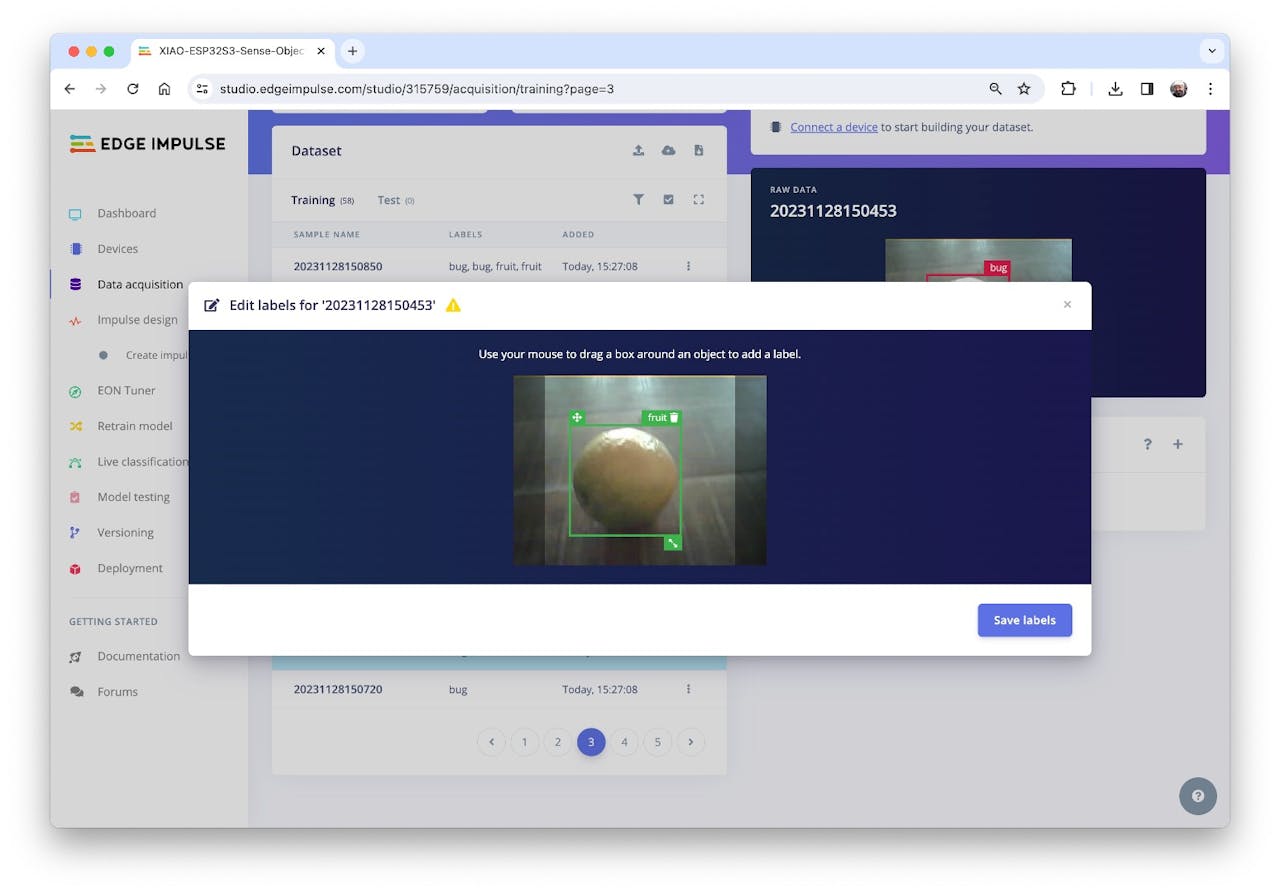 XIAO-ESP32S3-Sense-Objec
studio.edgeimpulse.com/studio/315759/acquisition/training?page=3
EDGE IMPULSE
Dashboard
Devices
Data acquisition
Impulse design
Create impul
EON Tuner
Retrain model
Live classification
Model testing
Versioning
Deployment
GETTING STARTED
Documentation
Forums
Dataset
Training (58) Test (0)
SAMPLE NAME LABELS ADDED
20231128150850 bug, bug, fruit, fruit Today, 15:27:08
Connect a device to start building your dataset.
RAW DATA
20231128150453
bug
Edit labels for '20231128150453'
Use your mouse to drag a box around an object to add a label.
fruit
Save labels
20231128150720 bug Today, 15:27:08
1 2 3 4 5